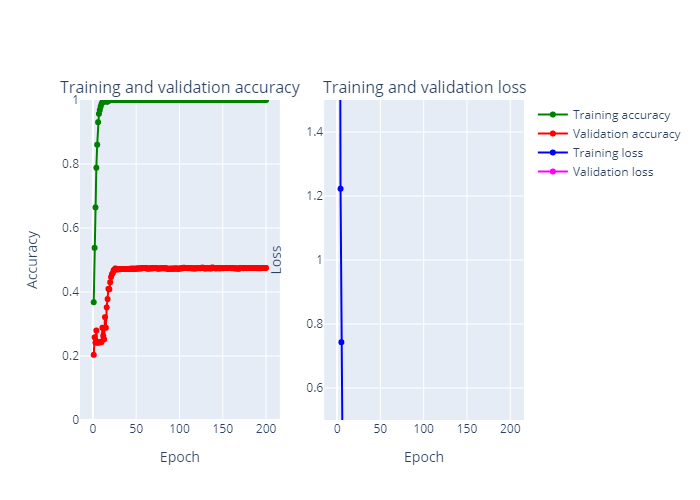 Training and validation accuracy
Training and validation loss
1
0.8
0.6
0.4
0.2
0
0
50
100
150
200
Accuracy
Epoch
1.4
1.2
1
0.8
0.6
0
50
100
150
200
Loss
Epoch
Training accuracy
Validation accuracy
Training loss
Validation loss